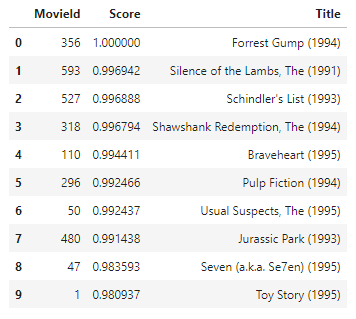 MovieId Score Title
0 356 1.000000 Forrest Gump (1994)
1 593 0.996942 Silence of the Lambs, The (1991)
2 527 0.996888 Schindler's List (1993)
3 318 0.996794 Shawshank Redemption, The (1994)
4 110 0.994411 Braveheart (1995)
5 296 0.992466 Pulp Fiction (1994)
6 50 0.992437 Usual Suspects, The (1995)
7 480 0.991438 Jurassic Park (1993)
8 47 0.983593 Seven (a.k.a. Se7en) (1995)
9 1 0.980937 Toy Story (1995)